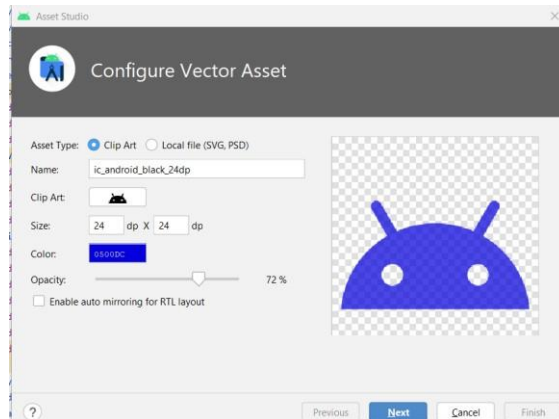 Asset Studio
Configure Vector Asset
Asset Type: Clip Art Local file (SVG, PSD)
Name: ic_android_black_24dp
Clip Art:
Size: 24 dp X 24 dp
Color: 0500DC
Opacity: 72 %
Enable auto mirroring for RTL layout
? Previous Next Cancel Finish